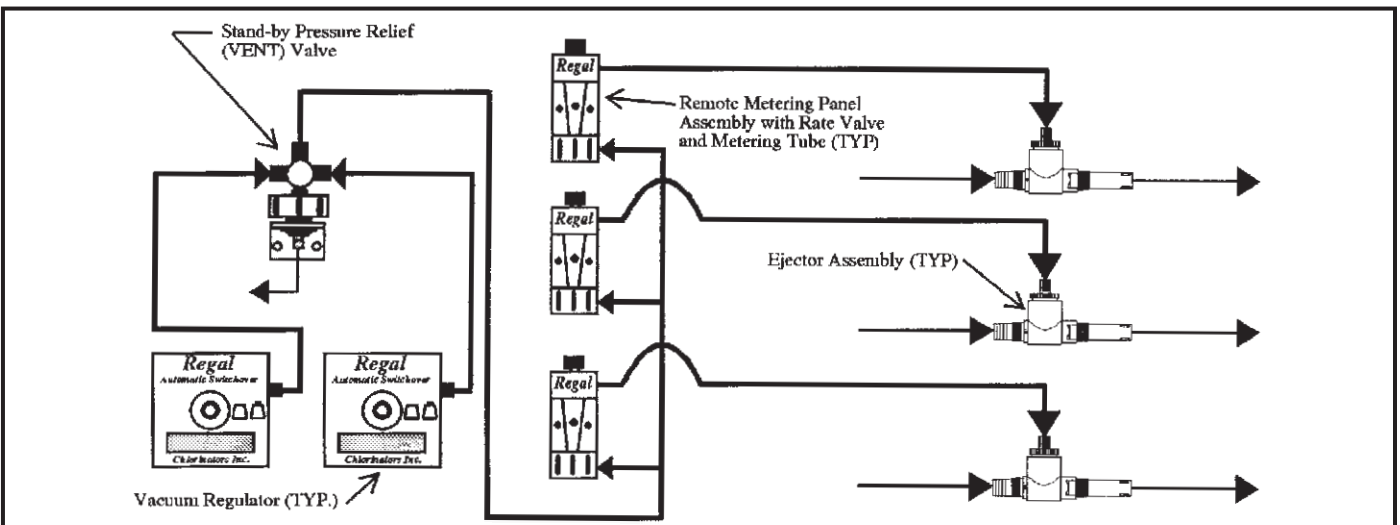 Stand-by Pressure Relief
(VENT) Valve
Regal
Remote Metering Panel
Assembly with Rate Valve
and Metering Tube (TYP)
Regal
Ejector Assembly (TYP)
Regal
Regal
Automatic Switchover
Chlorinators Inc.
Regal
Automatic Switchover
Chlorinators Inc.
Vacuum Regulator (TYP.)